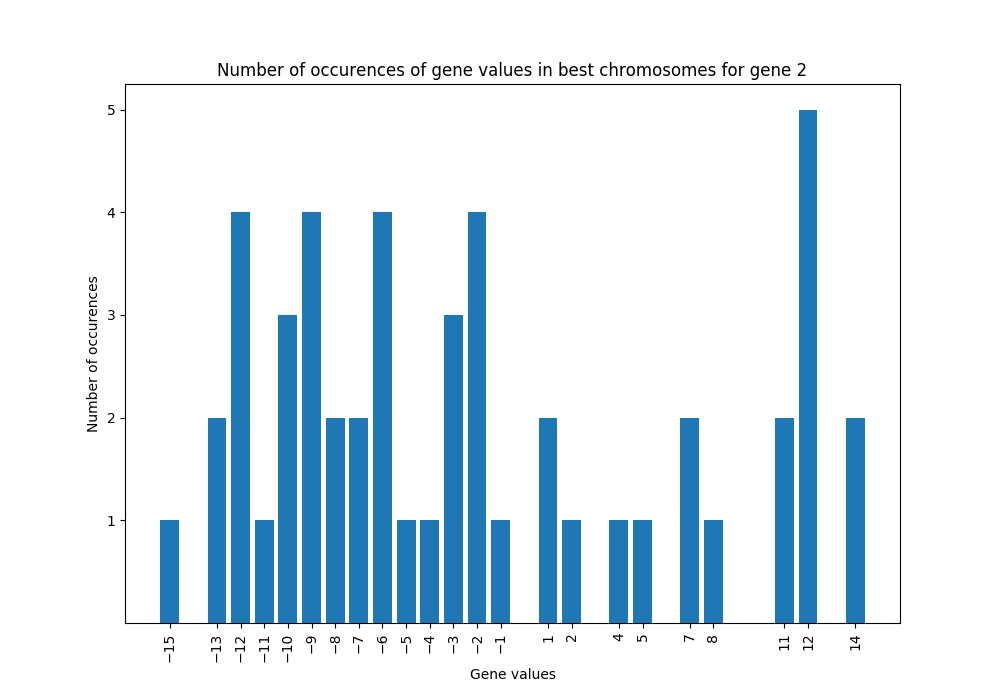 Number of occurences of gene values in best chromosomes for gene 2
5
4
3
2
1
Number of occurences
−15 −13 −12 −11 −10 −9 −8 −7 −6 −5 −4 −3 −2 −1 1 2 4 5 7 8 11 12 14
Gene values